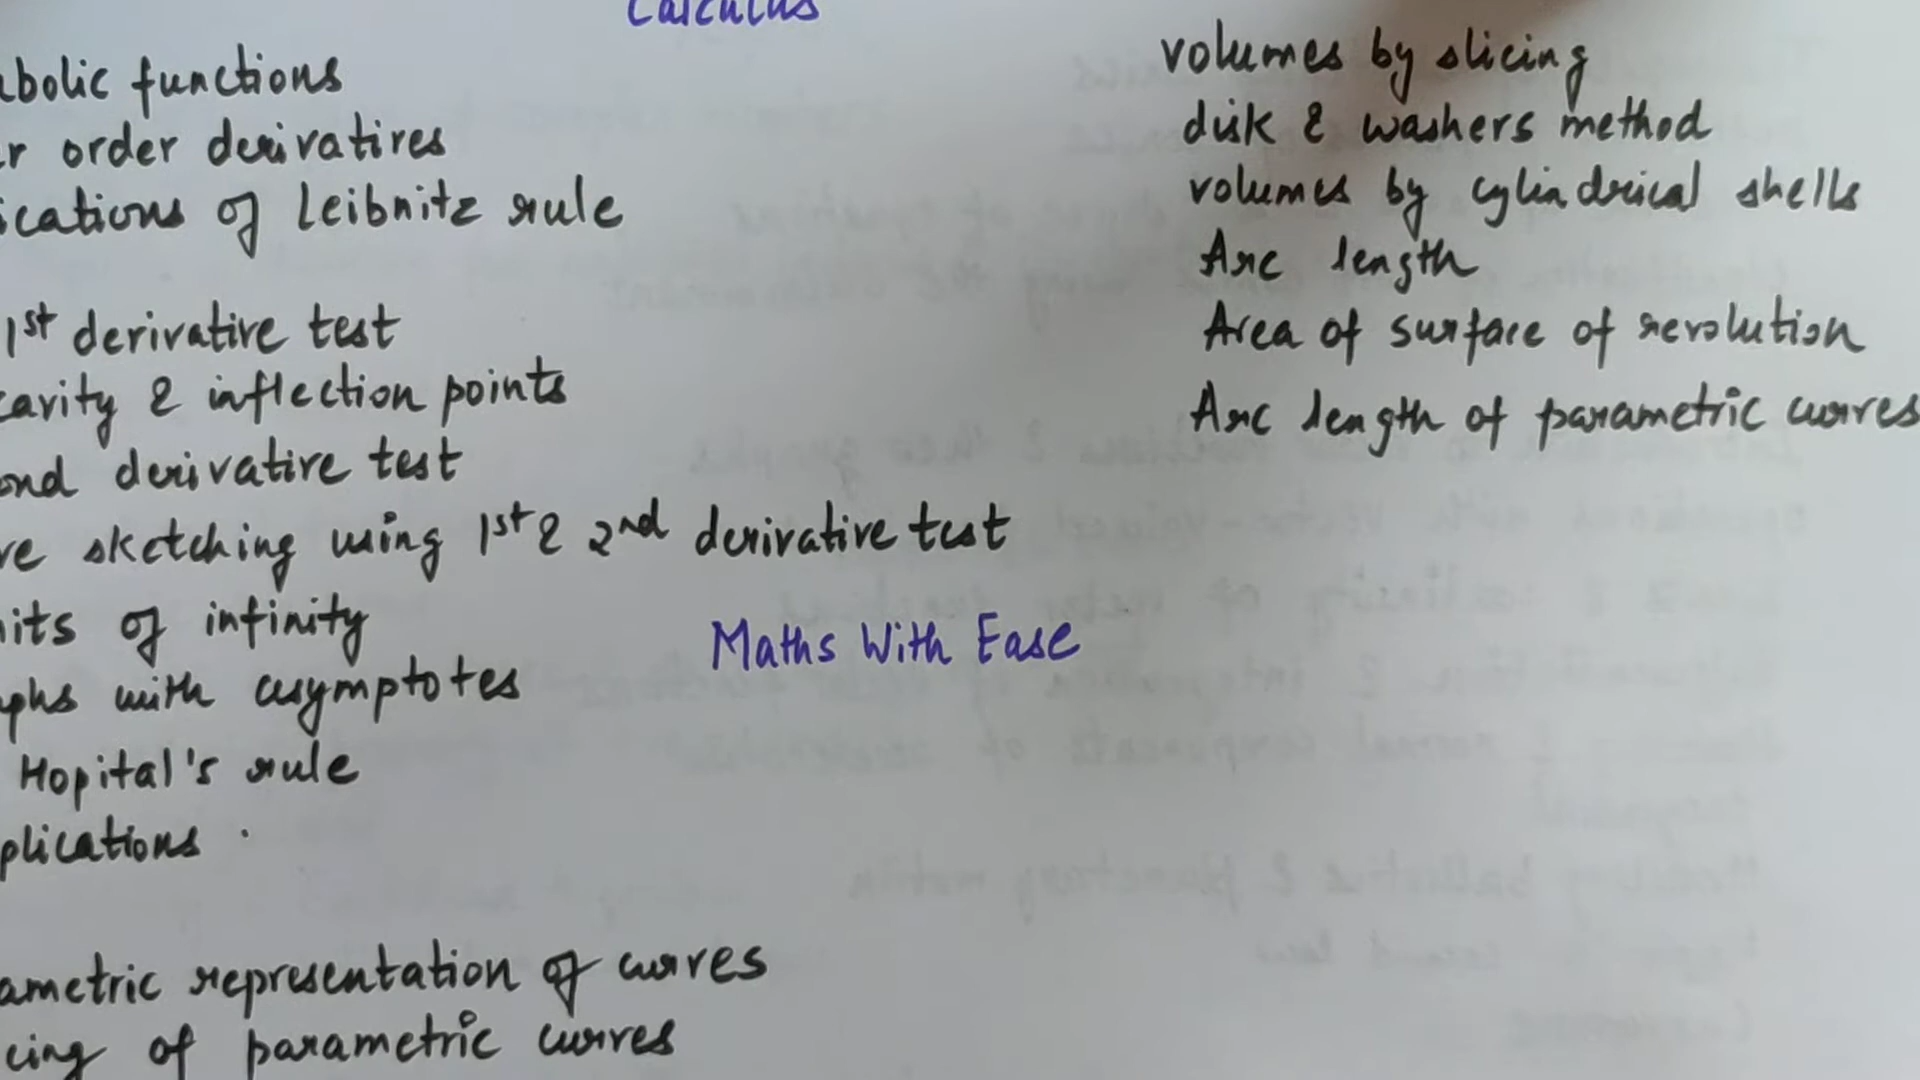 Calculus
abolic functions
er order derivatives
ications of Leibnitz rule
1st derivative test
cavity & inflection points
ond derivative test
ve sketching using 1st & 2nd derivative test
its of infinity
phs with asymptotes
Hopital's rule
plications
ametric representation of curves
cing of parametric curves
Maths With Ease
volumes by slicing
disk & washers method
volumes by cylindrical shells
Arc length
Area of surface of revolution
Arc length of parametric curves